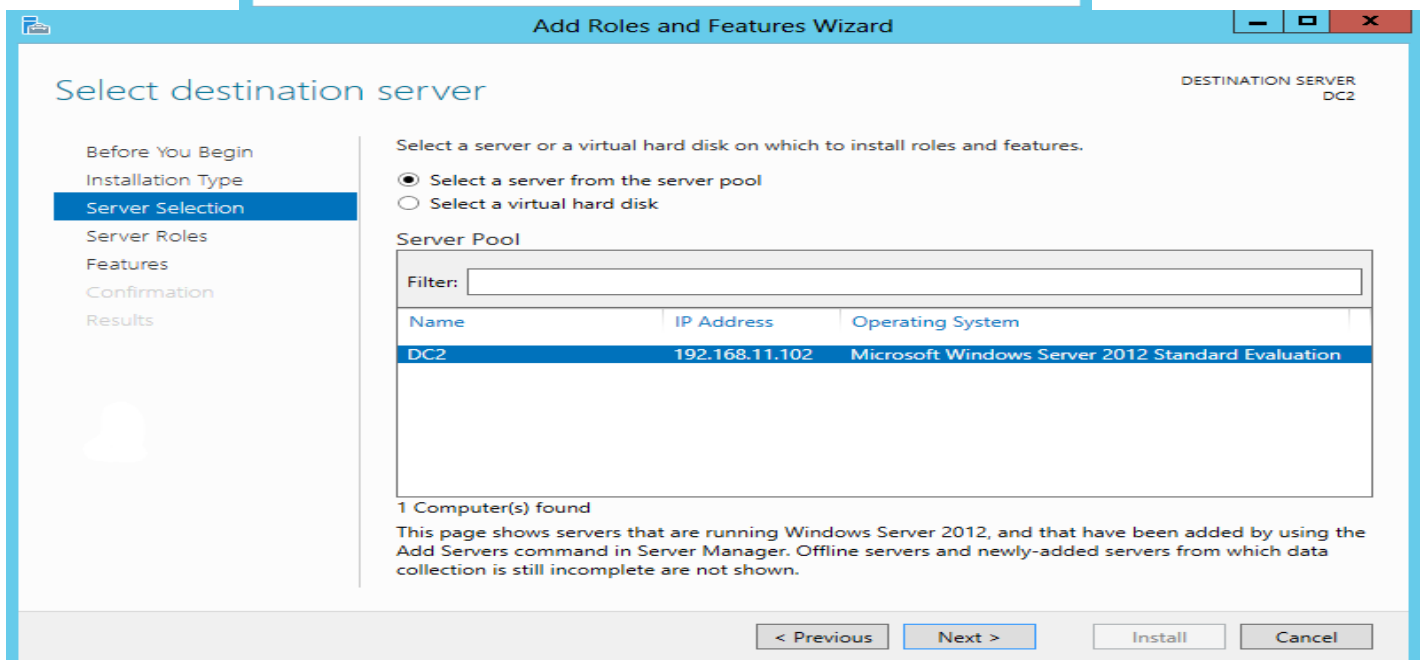 Add Roles and Features Wizard
Select destination server
DESTINATION SERVER
DC2
Before You Begin
Installation Type
Server Selection
Server Roles
Features
Confirmation
Results
Select a server or a virtual hard disk on which to install roles and features.
Select a server from the server pool
Select a virtual hard disk
Server Pool
Filter:
Name IP Address Operating System
DC2 192.168.11.102 Microsoft Windows Server 2012 Standard Evaluation
1 Computer(s) found
This page shows servers that are running Windows Server 2012, and that have been added by using the
Add Servers command in Server Manager. Offline servers and newly-added servers from which data
collection is still incomplete are not shown.
< Previous Next > Install Cancel